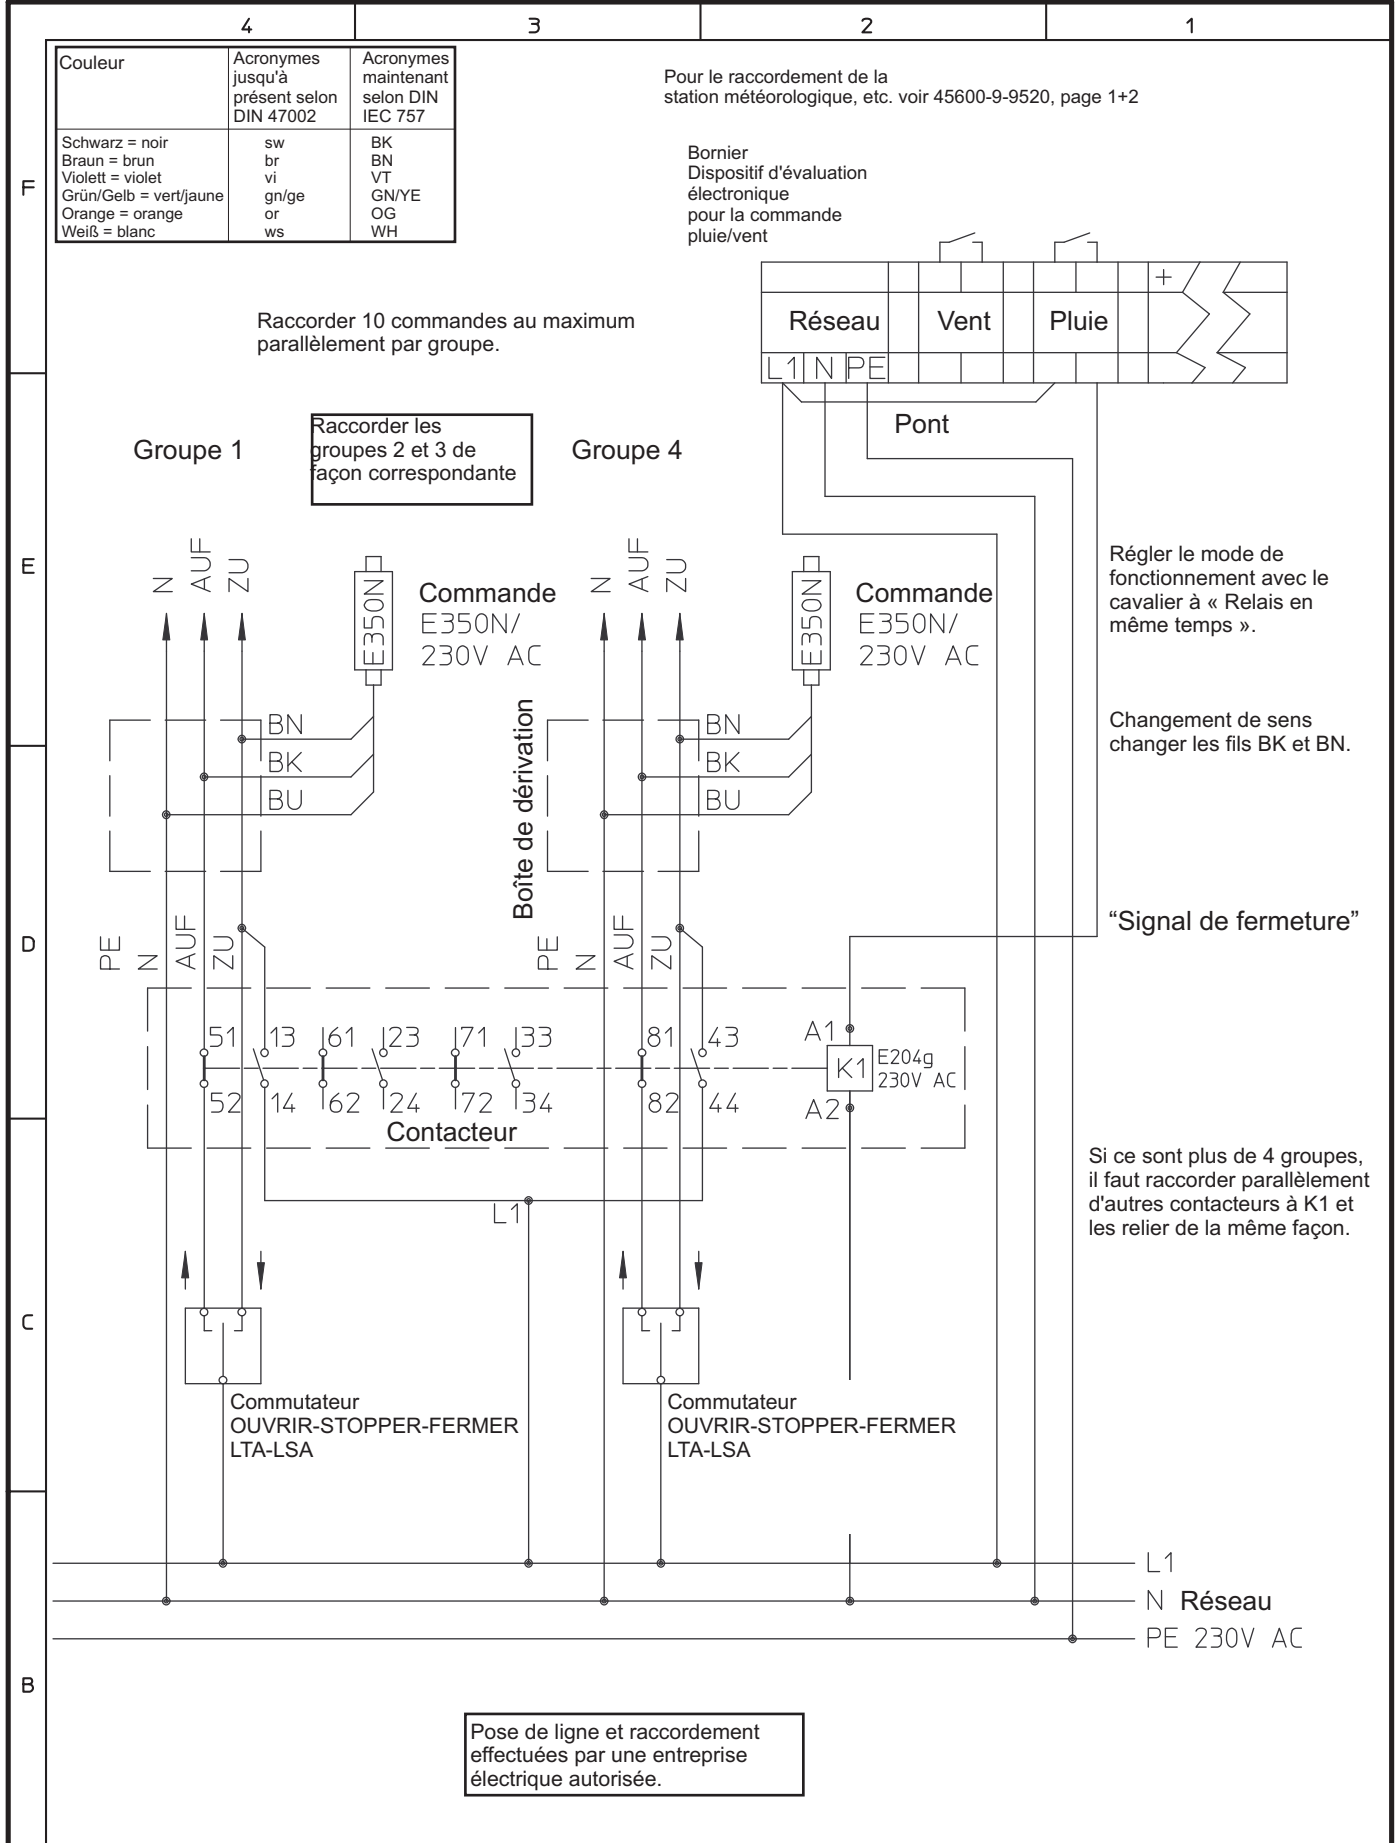 4 3 2 1
Couleur
Acronymes
jusqu'à
présent selon
DIN 47002
Acronymes
maintenant
selon DIN
IEC 757
Schwarz = noir sw BK
Braun = brun br BN
Violett = violet vi VT
Grün/Gelb = vert/jaune gn/ge GN/YE
Orange = orange or OG
Weiß = blanc ws WH
Pour le raccordement de la
station météorologique, etc. voir 45600-9-9520, page 1+2
F
Bornier
Dispositif d'évaluation
électronique
pour la commande
pluie/vent
+
Réseau Vent Pluie
L1 N PE
Pont
Raccorder 10 commandes au maximum
parallèlement par groupe.
Groupe 1
Raccorder les
groupes 2 et 3 de
façon correspondante
Groupe 4
E
N AUF ZU
E350N
Commande
E350N/
230V AC
N AUF ZU
E350N
Commande
E350N/
230V AC
Régler le mode de
fonctionnement avec le
cavalier à « Relais en
même temps ».
Changement de sens
changer les fils BK et BN.
BN
BK
BU
Boîte de dérivation
BN
BK
BU
"Signal de fermeture"
D
PE N AUF ZU
PE N AUF ZU
51 13 61 23 71 33 81 43
A1
K1
E204g
230V AC
52 14 62 24 72 34 82 44
A2
Contacteur
L1
Si ce sont plus de 4 groupes,
il faut raccorder parallèlement
d'autres contacteurs à K1 et
les relier de la même façon.
C
Commutateur
OUVRIR-STOPPER-FERMER
LTA-LSA
Commutateur
OUVRIR-STOPPER-FERMER
LTA-LSA
L1
N Réseau
PE 230V AC
B
Pose de ligne et raccordement
effectuées par une entreprise
électrique autorisée.